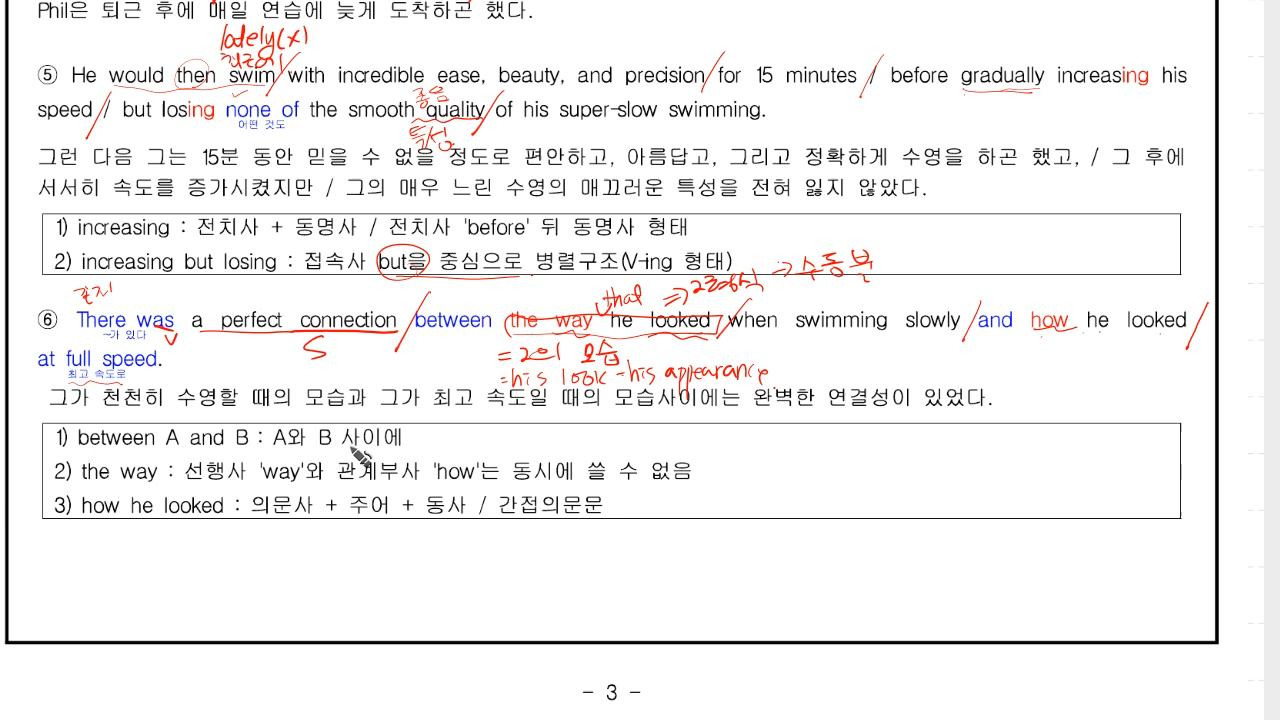 Phil은 퇴근 후에 매일 연습에 늦게 도착하곤 했다.
lately(x)
⑤ He would then swim/ with incredible ease, beauty, and precision/ for 15 minutes / before gradually increasing his
좋음
speed / but losing none of the smooth quality/ of his super-slow swimming.
어떤 것도
특성
그런 다음 그는 15분 동안 믿을 수 없을 정도로 편안하고, 아름답고, 그리고 정확하게 수영을 하곤 했고, / 그 후에
서서히 속도를 증가시켰지만 / 그의 매우 느린 수영의 매끄러운 특성을 전혀 잃지 않았다.
1) increasing : 전치사 + 동명사 / 전치사 'before' 뒤 동명사 형태
2) increasing but losing : 접속사 but을 중심으로 병렬구조(V-ing 형태)
that ⇒ 2형식 → 수동불
⑥ There was a perfect connection /between the way he looked/ when swimming slowly /and how he looked /
~가 있다 V S
= 그의 모습
at full speed.
최고 속도로
= his look = his appearance.
그가 천천히 수영할 때의 모습과 그가 최고 속도일 때의 모습사이에는 완벽한 연결성이 있었다.
1) between A and B : A와 B 사이에
2) the way : 선행사 'way'와 관계부사 'how'는 동시에 쓸 수 없음
3) how he looked : 의문사 + 주어 + 동사 / 간접의문문
- 3 -